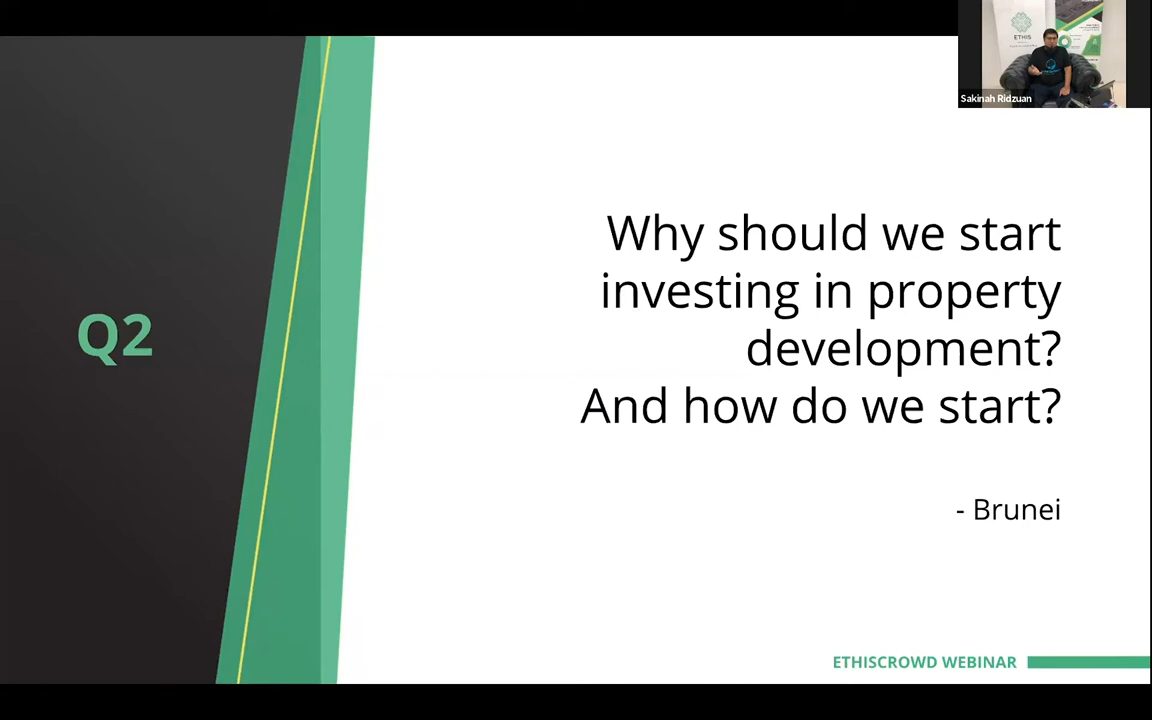 ETHIS
Sakinah Ridzuan
Q2
Why should we start
investing in property
development?
And how do we start?
- Brunei
ETHISCROWD WEBINAR